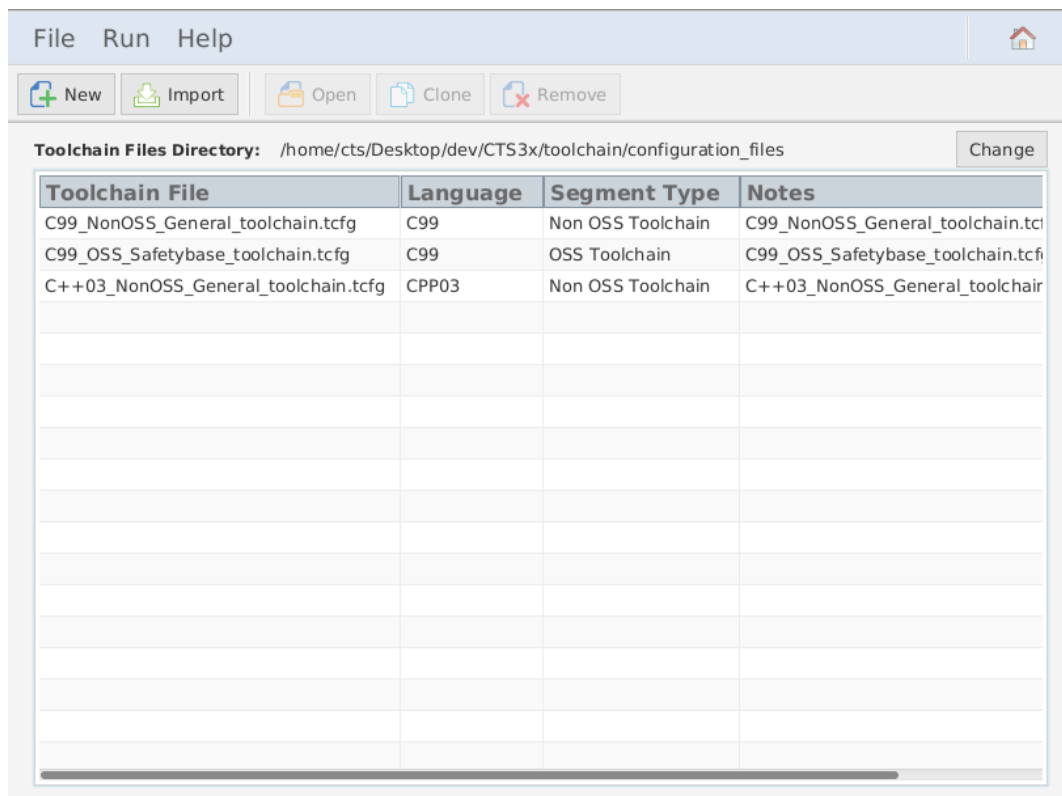 File Run Help
New Import Open Clone Remove
Toolchain Files Directory: /home/cts/Desktop/dev/CTS3x/toolchain/configuration_files Change
Toolchain File Language Segment Type Notes
C99_NonOSS_General_toolchain.tcfg C99 Non OSS Toolchain C99_NonOSS_General_toolchain.tcf
C99_OSS_Safetybase_toolchain.tcfg C99 OSS Toolchain C99_OSS_Safetybase_toolchain.tcf
C++03_NonOSS_General_toolchain.tcfg CPP03 Non OSS Toolchain C++03_NonOSS_General_toolchair